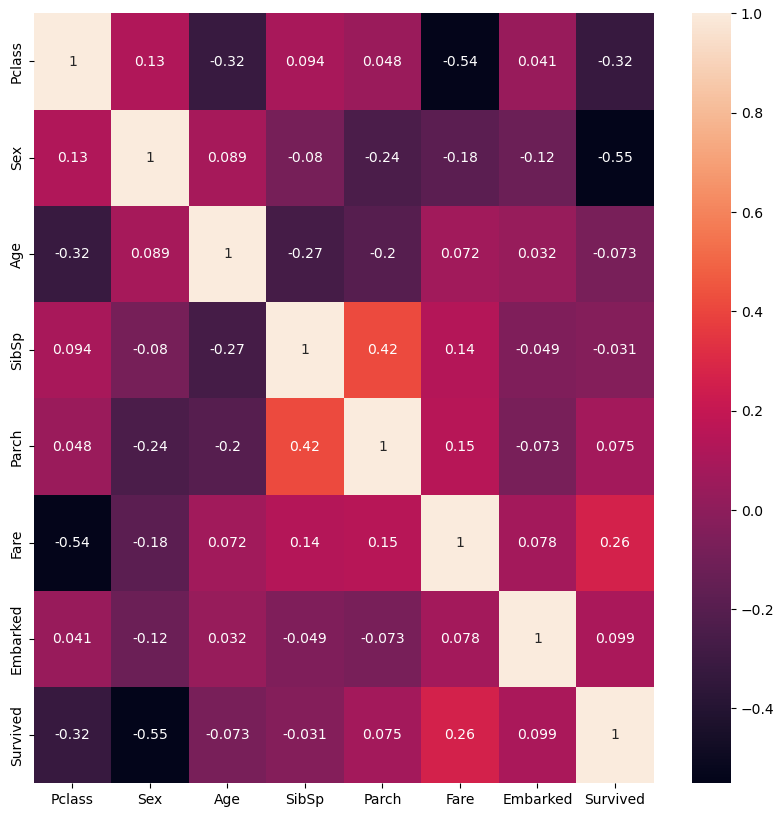 1.0
Pclass 1 0.13 -0.32 0.094 0.048 -0.54 0.041 -0.32
0.8
Sex 0.13 1 0.089 -0.08 -0.24 -0.18 -0.12 -0.55
0.6
Age -0.32 0.089 1 -0.27 -0.2 0.072 0.032 -0.073
0.4
SibSp 0.094 -0.08 -0.27 1 0.42 0.14 -0.049 -0.031
0.2
Parch 0.048 -0.24 -0.2 0.42 1 0.15 -0.073 0.075
0.0
Fare -0.54 -0.18 0.072 0.14 0.15 1 0.078 0.26
−0.2
Embarked 0.041 -0.12 0.032 -0.049 -0.073 0.078 1 0.099
−0.4
Survived -0.32 -0.55 -0.073 -0.031 0.075 0.26 0.099 1
Pclass Sex Age SibSp Parch Fare Embarked Survived